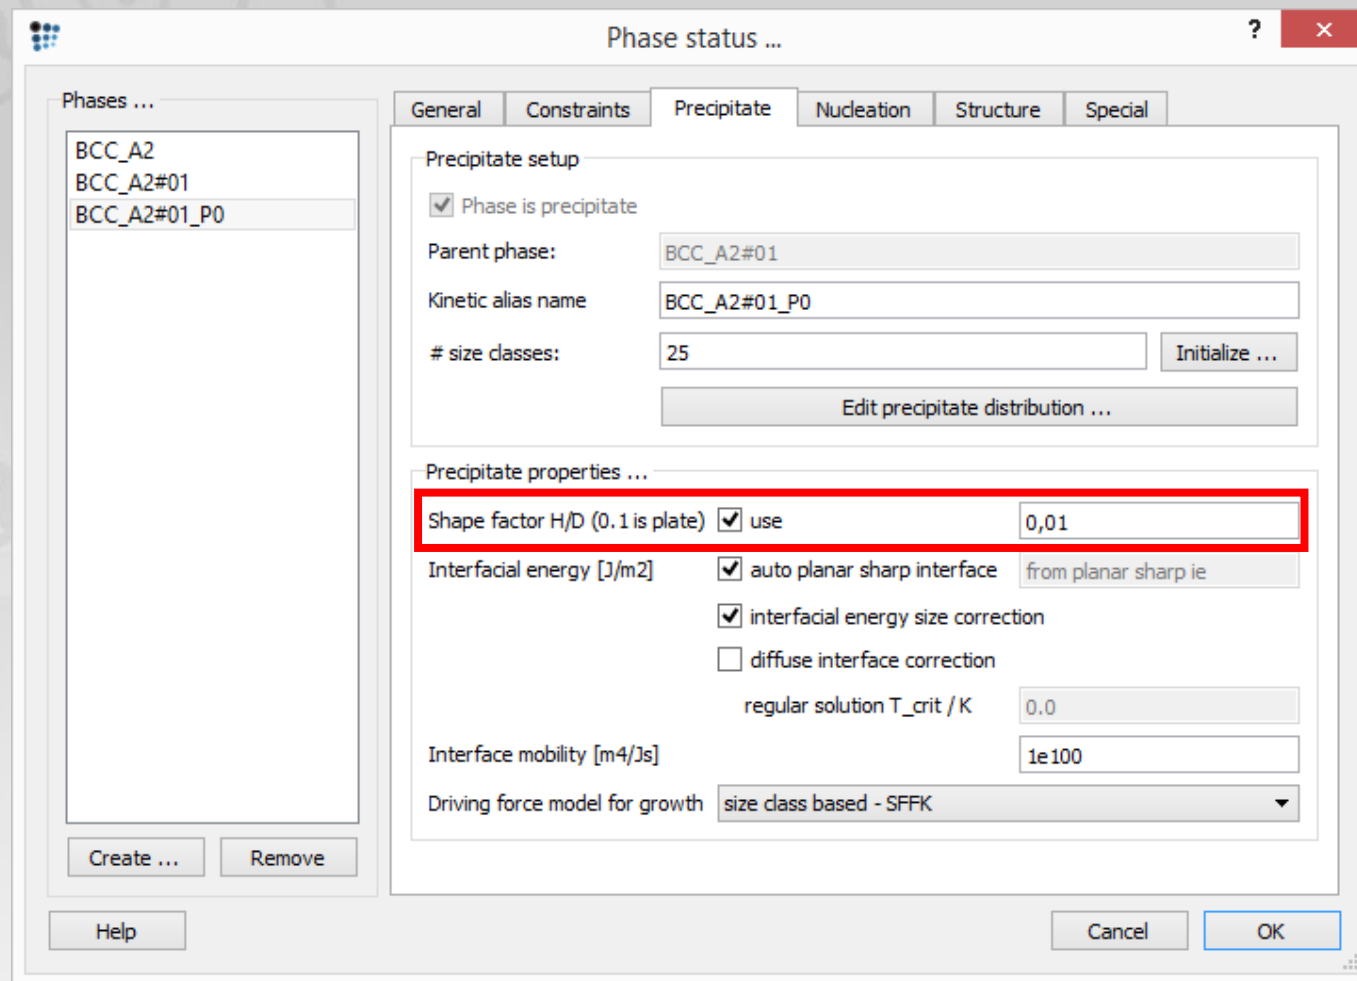 Phase status ...
?
Phases ...
BCC_A2
BCC_A2#01
BCC_A2#01_P0
Create ...
Remove
General
Constraints
Precipitate
Nucleation
Structure
Special
Precipitate setup
Phase is precipitate
Parent phase:
BCC_A2#01
Kinetic alias name
BCC_A2#01_P0
# size classes:
25
Initialize ...
Edit precipitate distribution ...
Precipitate properties ...
Shape factor H/D (0.1 is plate)
use
0,01
Interfacial energy [J/m2]
auto planar sharp interface
from planar sharp ie
interfacial energy size correction
diffuse interface correction
regular solution T_crit / K
0.0
Interface mobility [m4/Js]
1e100
Driving force model for growth
size class based - SFFK
Help
Cancel
OK